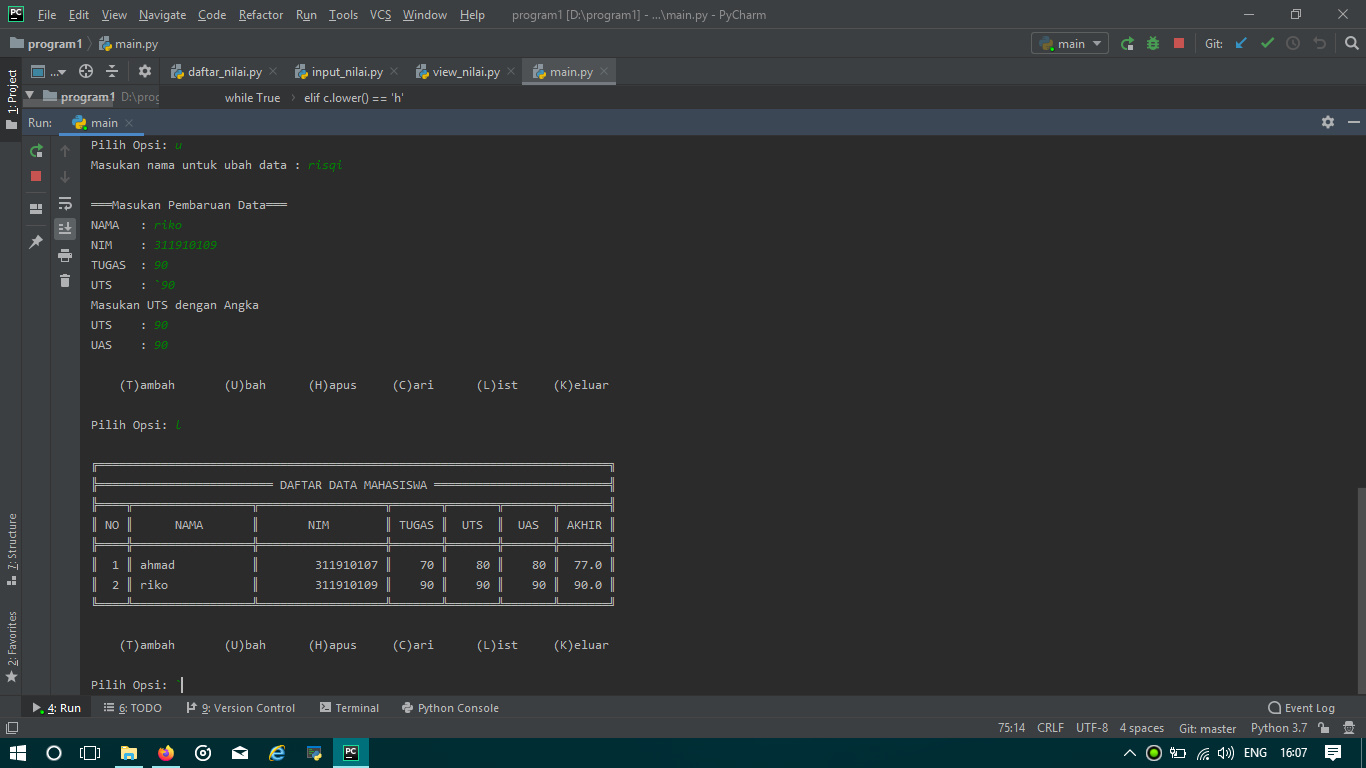 File Edit View Navigate Code Refactor Run Tools VCS Window Help program1 [D:\program1] - ...\main.py - PyCharm
program1 main.py main Git:
... daftar_nilai.py input_nilai.py view_nilai.py main.py
1: Project
program1 D:\prog while True elif c.lower() == 'h'
Run: main
Pilih Opsi: u
Masukan nama untuk ubah data : risqi
═══Masukan Pembaruan Data═══
NAMA : riko
NIM : 311910109
TUGAS : 90
UTS : `90
Masukan UTS dengan Angka
UTS : 90
UAS : 90
(T)ambah (U)bah (H)apus (C)ari (L)ist (K)eluar
Pilih Opsi: l
DAFTAR DATA MAHASISWA
NO NAMA NIM TUGAS UTS UAS AKHIR
1 ahmad 311910107 70 80 80 77.0
2 riko 311910109 90 90 90 90.0
(T)ambah (U)bah (H)apus (C)ari (L)ist (K)eluar
Pilih Opsi: `
7: Structure
2: Favorites
4: Run 6: TODO 9: Version Control Terminal Python Console Event Log
75:14 CRLF UTF-8 4 spaces Git: master Python 3.7
ENG 16:07